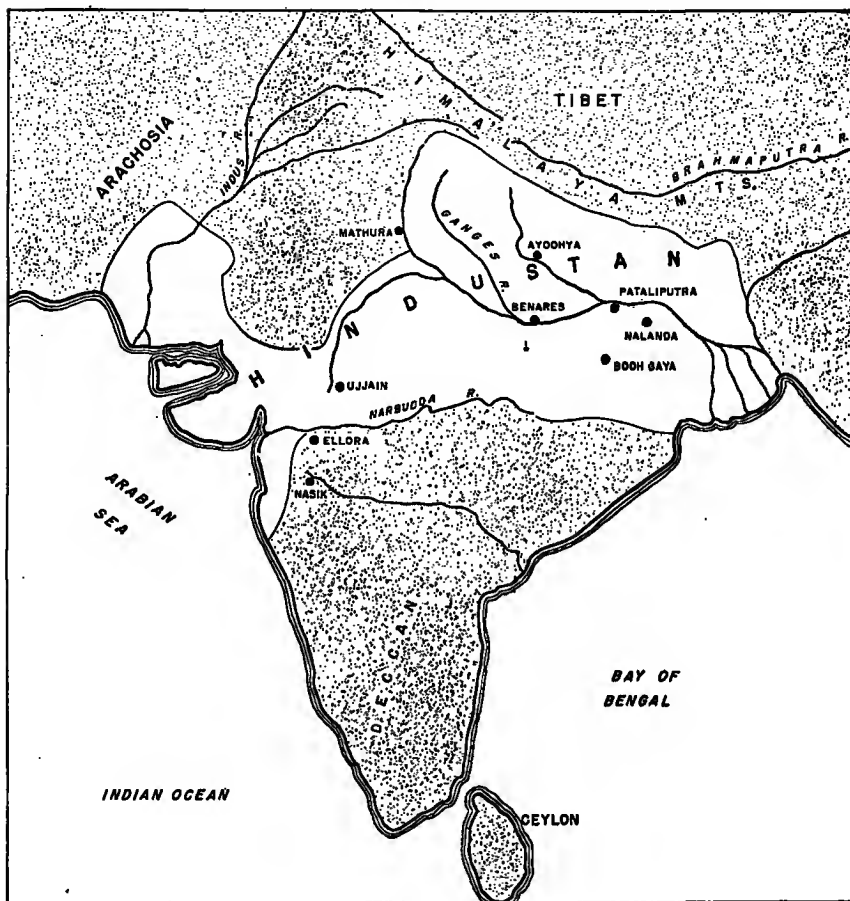 HIMALAYA MTS.
TIBET
BRAHMAPUTRA R.
ARACHOSIA
INDUS R.
MATHURA
GANGES R.
AYODHYA
HINDUSTAN
PATALIPUTRA
BENARES
NALANDA
BODH GAYA
UJJAIN
NARBUDDA R.
ELLORA
NASIK
ARABIAN
SEA
DECCAN
BAY OF
BENGAL
INDIAN OCEAN
CEYLON